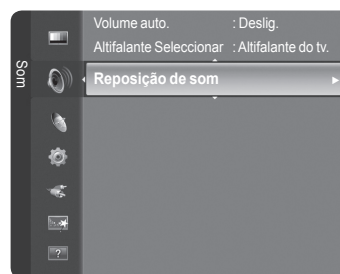 Som
Volume auto. : Deslig.
Altifalante Seleccionar : Altifalante do tv.
Reposição de som
?